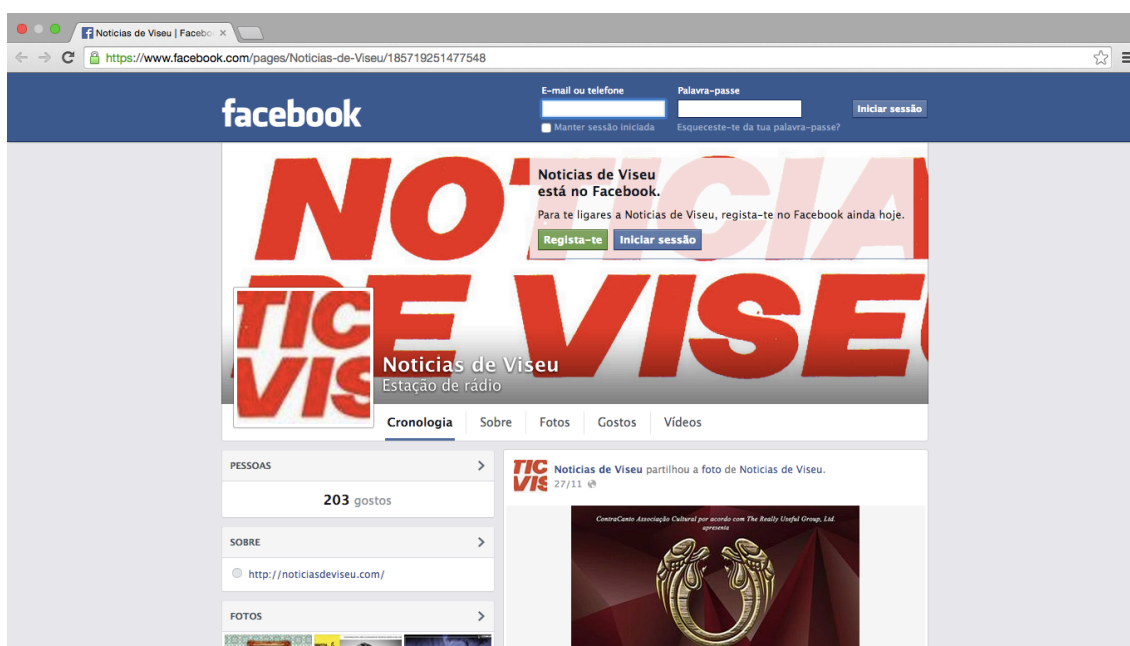 Noticias de Viseu | Facebo
https://www.facebook.com/pages/Noticias-de-Viseu/185719251477548
facebook
E-mail ou telefone
Palavra-passe
Iniciar sessão
Manter sessão iniciada
Esqueceste-te da tua palavra-passe?
NOTICIA
DE VISEU
Noticias de Viseu
está no Facebook.
Para te ligares a Noticias de Viseu, regista-te no Facebook ainda hoje.
Regista-te Iniciar sessão
TIC
VIS
Noticias de Viseu
Estação de rádio
Cronologia Sobre Fotos Gostos Vídeos
PESSOAS
203 gostos
SOBRE
http://noticiasdeviseu.com/
FOTOS
TIC
VIS
Noticias de Viseu partilhou a foto de Noticias de Viseu.
27/11
ContraCanto Associação Cultural por acordo com The Really Useful Group, Ltd.
apresenta